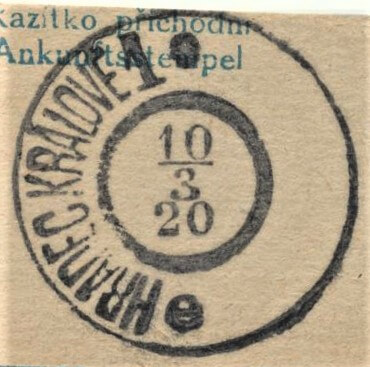 Razítko příchodní
Ankunftsstempel
HRADEC KRÁLOVÉ 1
10
3
20
e